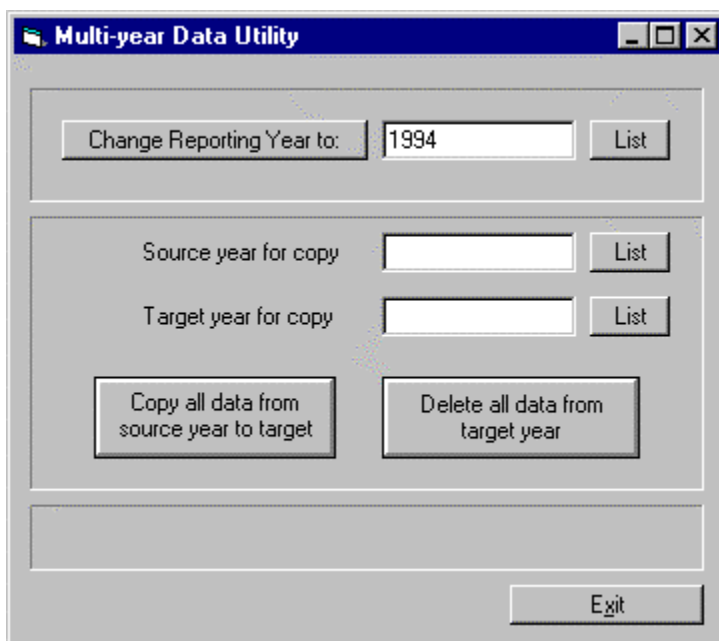 Multi-year Data Utility
Change Reporting Year to: 1994 List
Source year for copy List
Target year for copy List
Copy all data from
source year to target
Delete all data from
target year
Exit